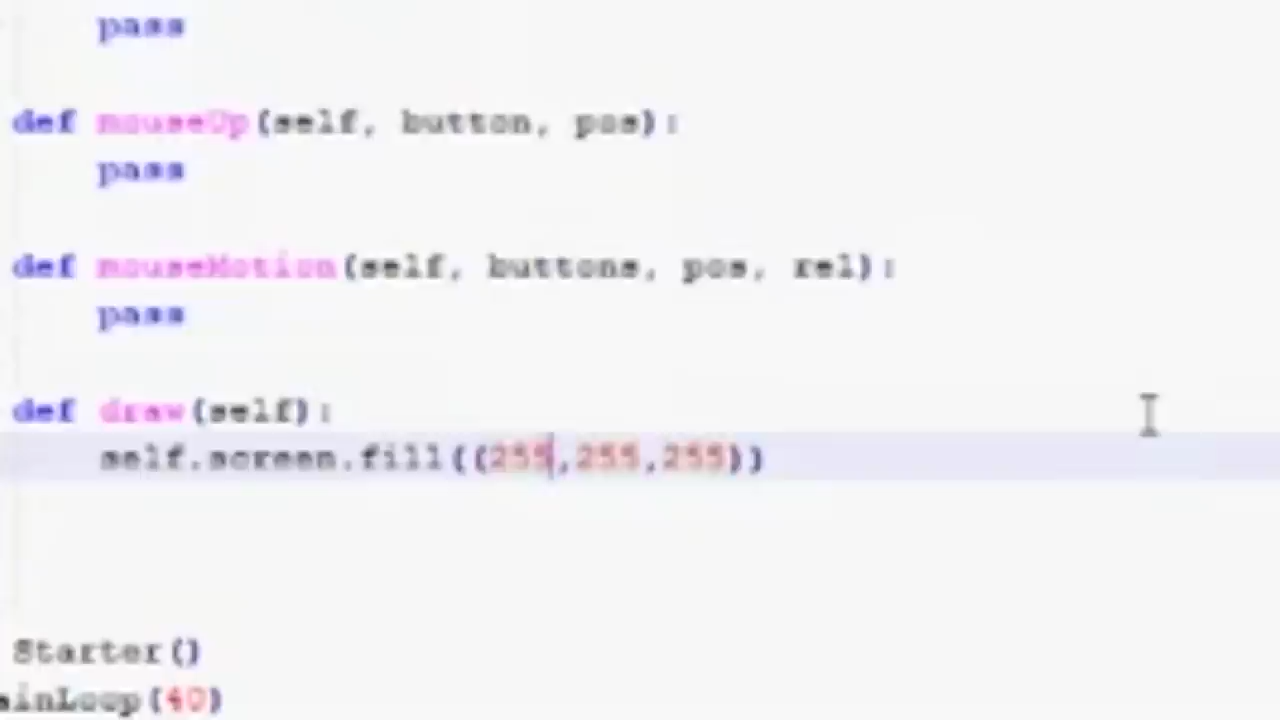 pass
def mouseUp(self, button, pos):
pass
def mouseMotion(self, buttons, pos, rel):
pass
def draw(self):
self.screen.fill((255,255,255))
Starter()
ainLoop(40)